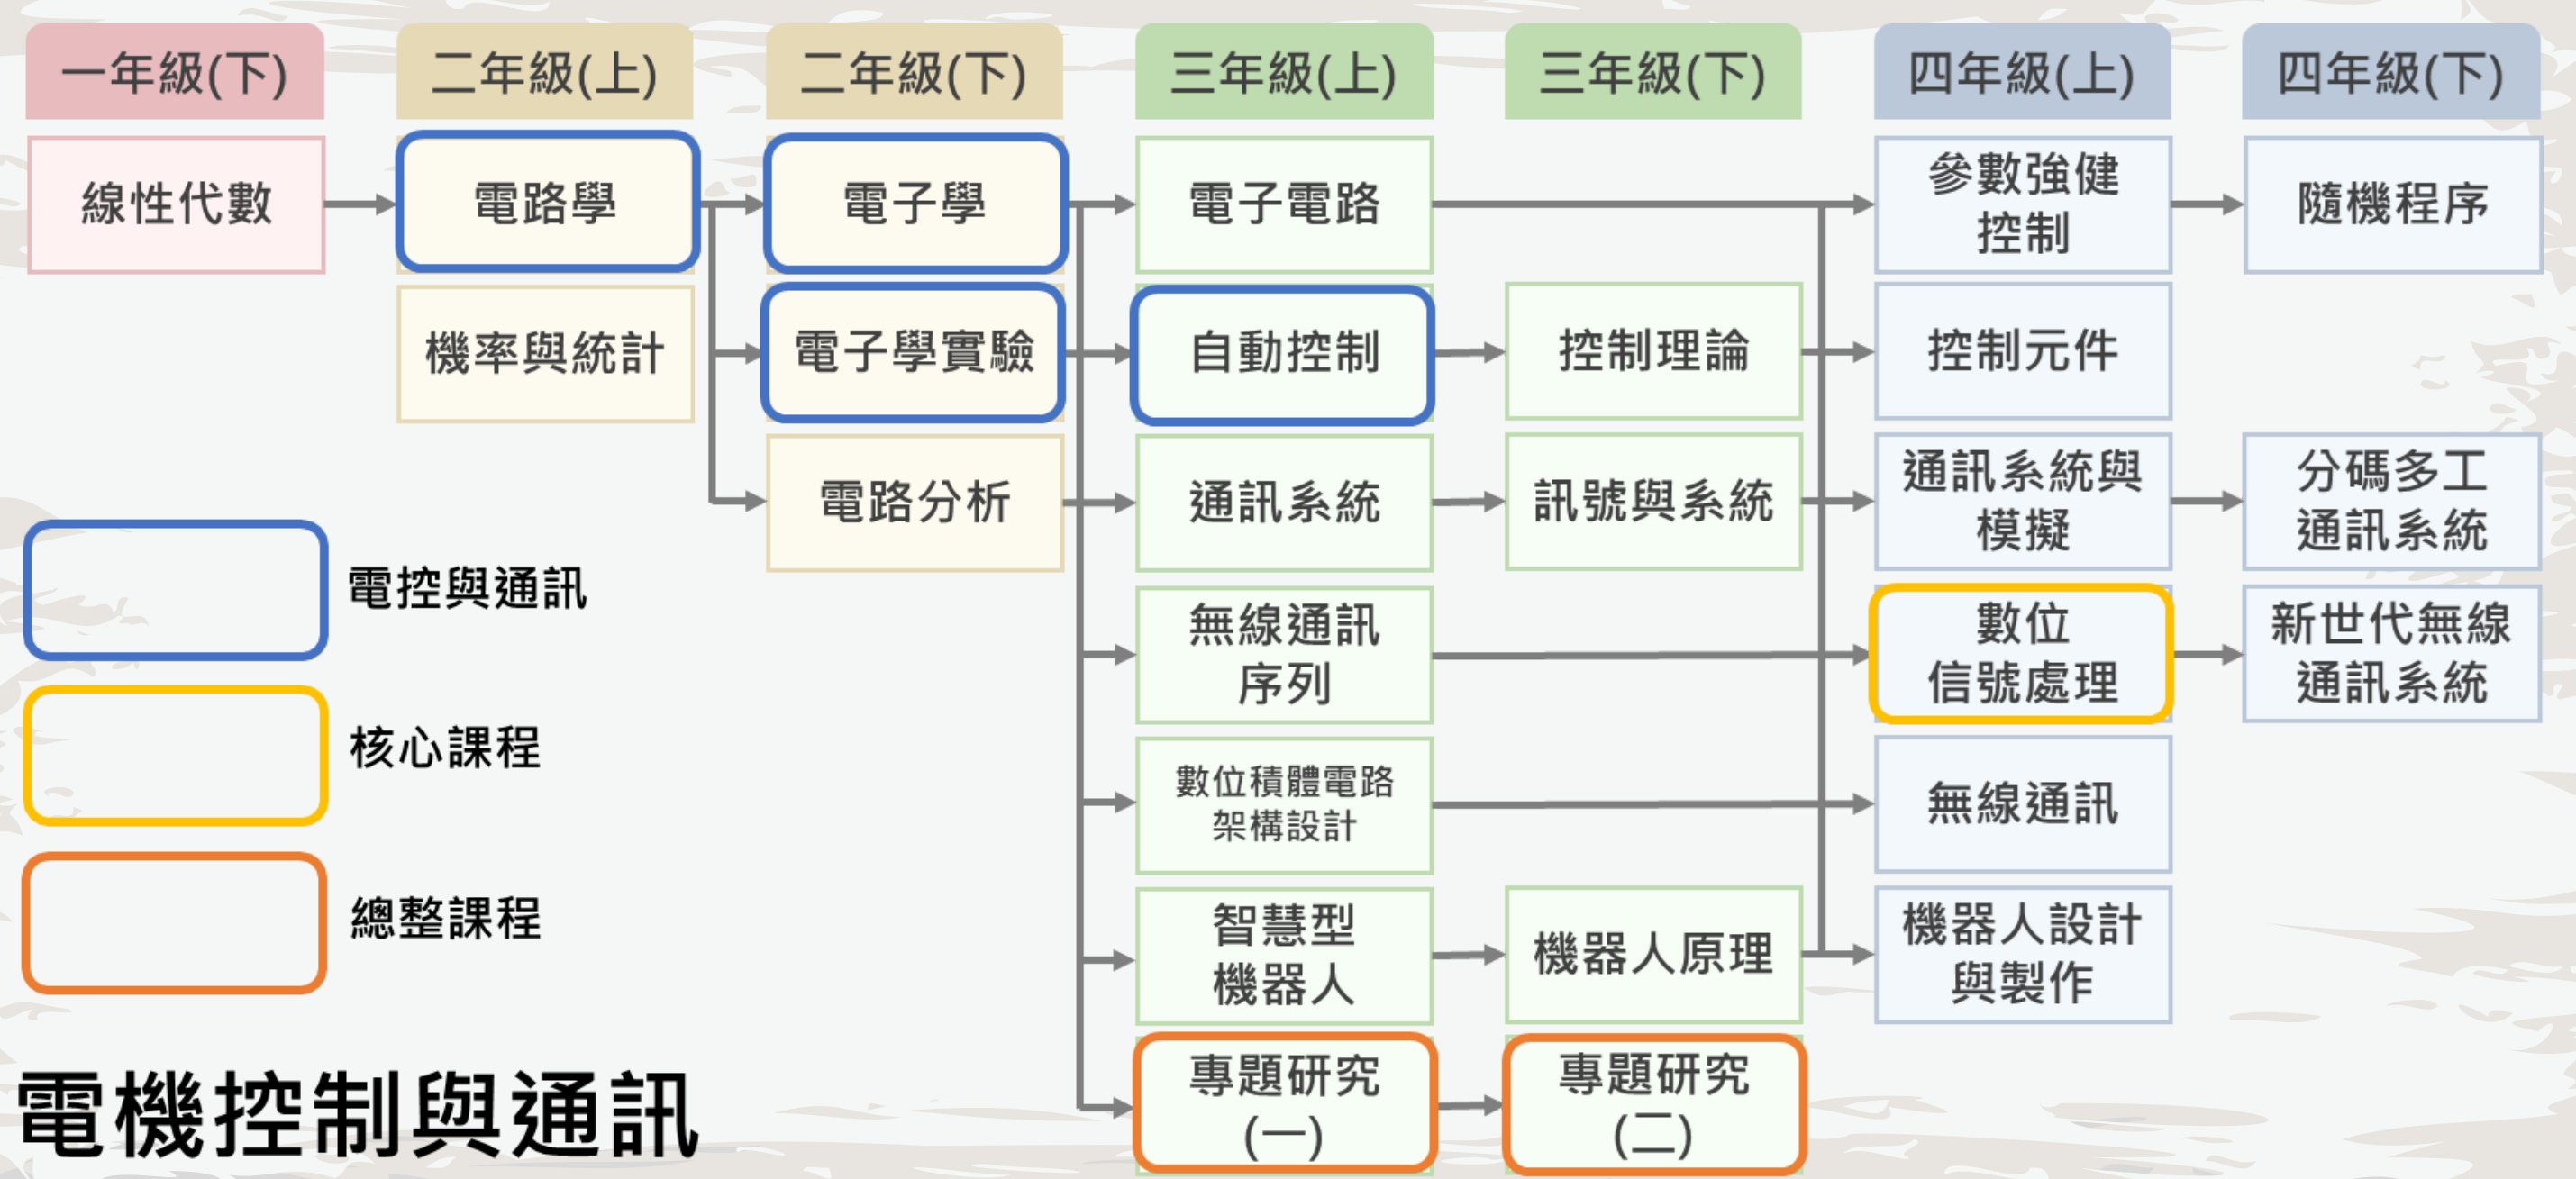 一年級(下)
二年級(上)
二年級(下)
三年級(上)
三年級(下)
四年級(上)
四年級(下)
線性代數
電路學
電子學
電子電路
參數強健
控制
隨機程序
機率與統計
電子學實驗
自動控制
控制理論
控制元件
電路分析
通訊系統
訊號與系統
通訊系統與
模擬
分碼多工
通訊系統
電控與通訊
無線通訊
序列
數位
信號處理
新世代無線
通訊系統
核心課程
數位積體電路
架構設計
無線通訊
總整課程
智慧型
機器人
機器人原理
機器人設計
與製作
電機控制與通訊
專題研究
(一)
專題研究
(二)